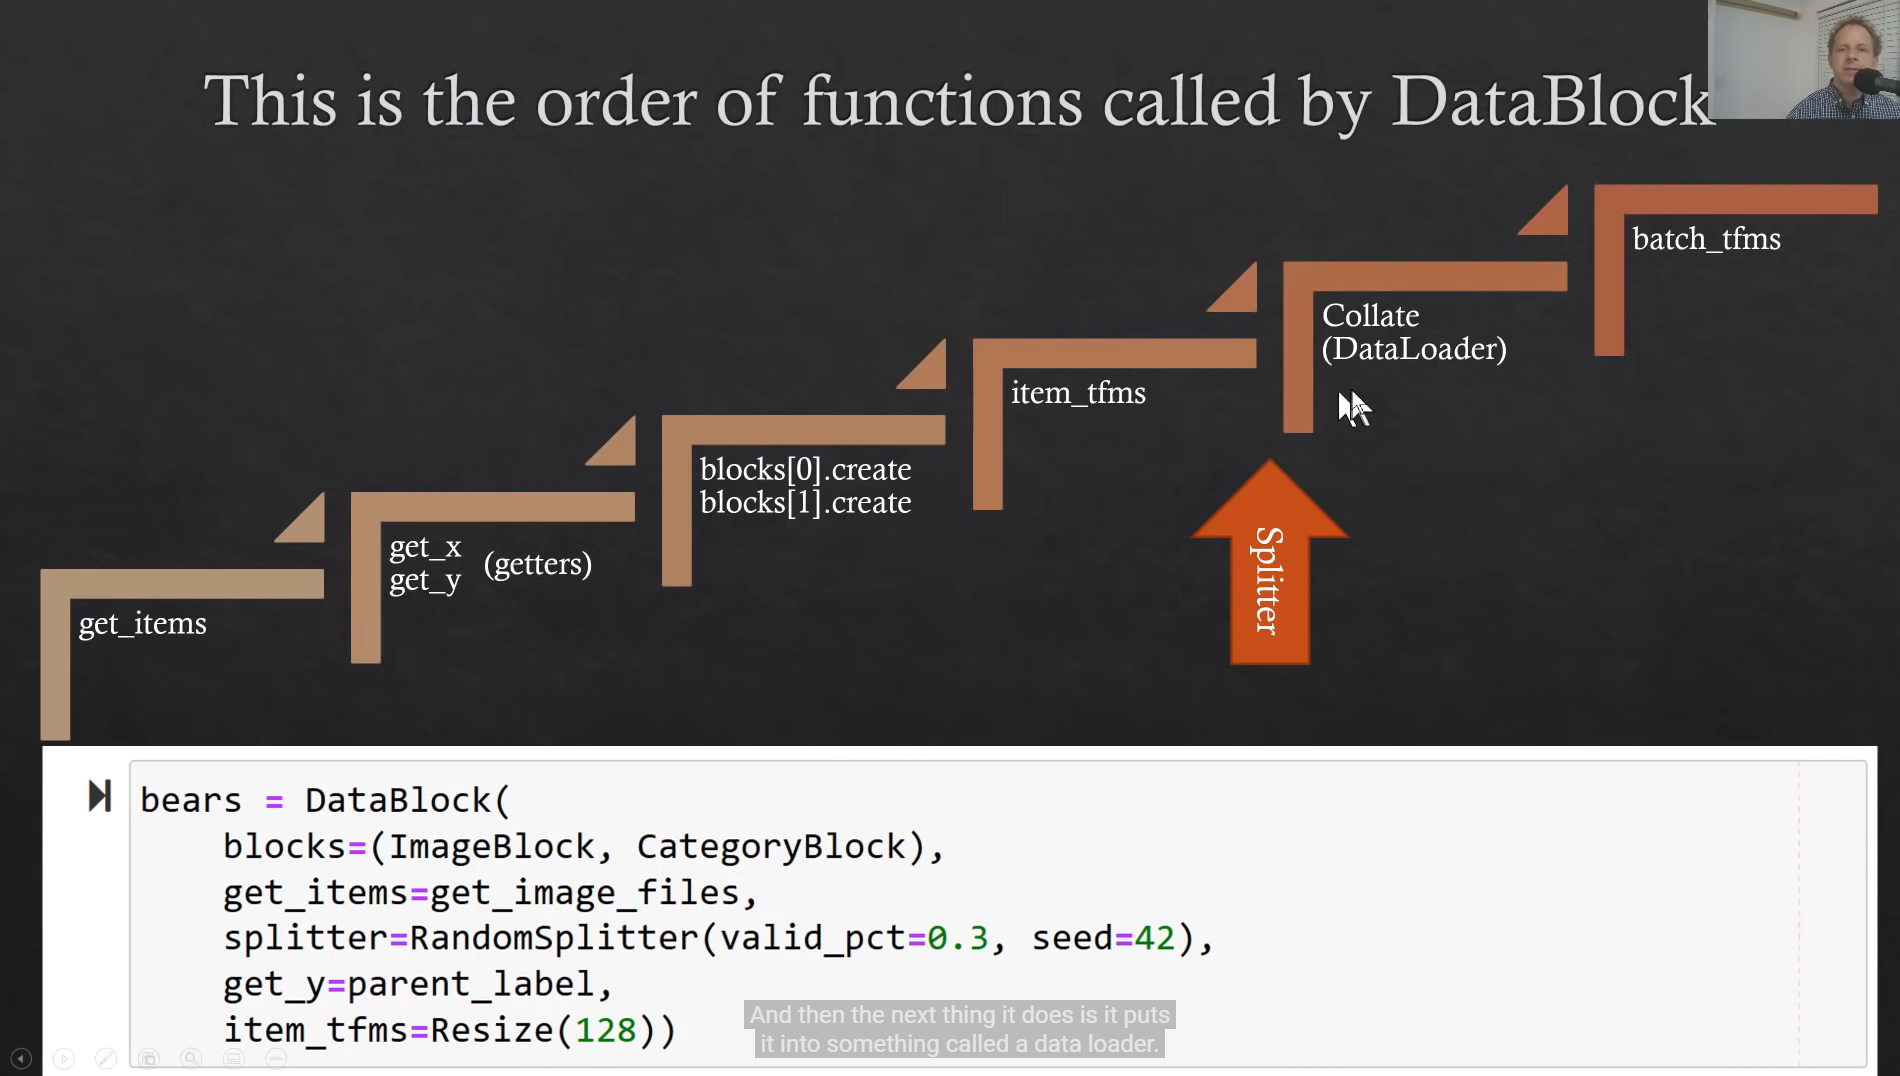 This is the order of functions called by DataBlock
batch_tfms
Collate
(DataLoader)
item_tfms
blocks[0].create
blocks[1].create
get_x
get_y
(getters)
get_items
Splitter
bears = DataBlock(
    blocks=(ImageBlock, CategoryBlock),
    get_items=get_image_files,
    splitter=RandomSplitter(valid_pct=0.3, seed=42),
    get_y=parent_label,
    item_tfms=Resize(128))
And then the next thing it does is it puts
it into something called a data loader.